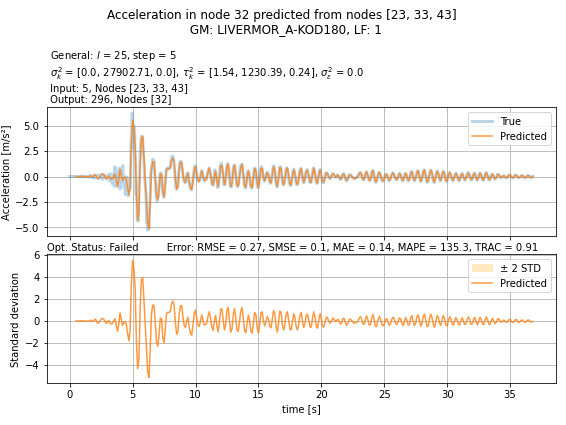 Acceleration in node 32 predicted from nodes [23, 33, 43]
GM: LIVERMOR_A-KOD180, LF: 1
General: l = 25, step = 5
σ²ₖ = [0.0, 27902.71, 0.0], τ²ₖ = [1.54, 1230.39, 0.24], σ²ε = 0.0
Input: 5, Nodes [23, 33, 43]
Output: 296, Nodes [32]
Acceleration [m/s²]
5.0
2.5
0.0
−2.5
−5.0
True
Predicted
Opt. Status: Failed Error: RMSE = 0.27, SMSE = 0.1, MAE = 0.14, MAPE = 135.3, TRAC = 0.91
Standard deviation
6
4
2
0
−2
−4
± 2 STD
Predicted
0 5 10 15 20 25 30 35
time [s]